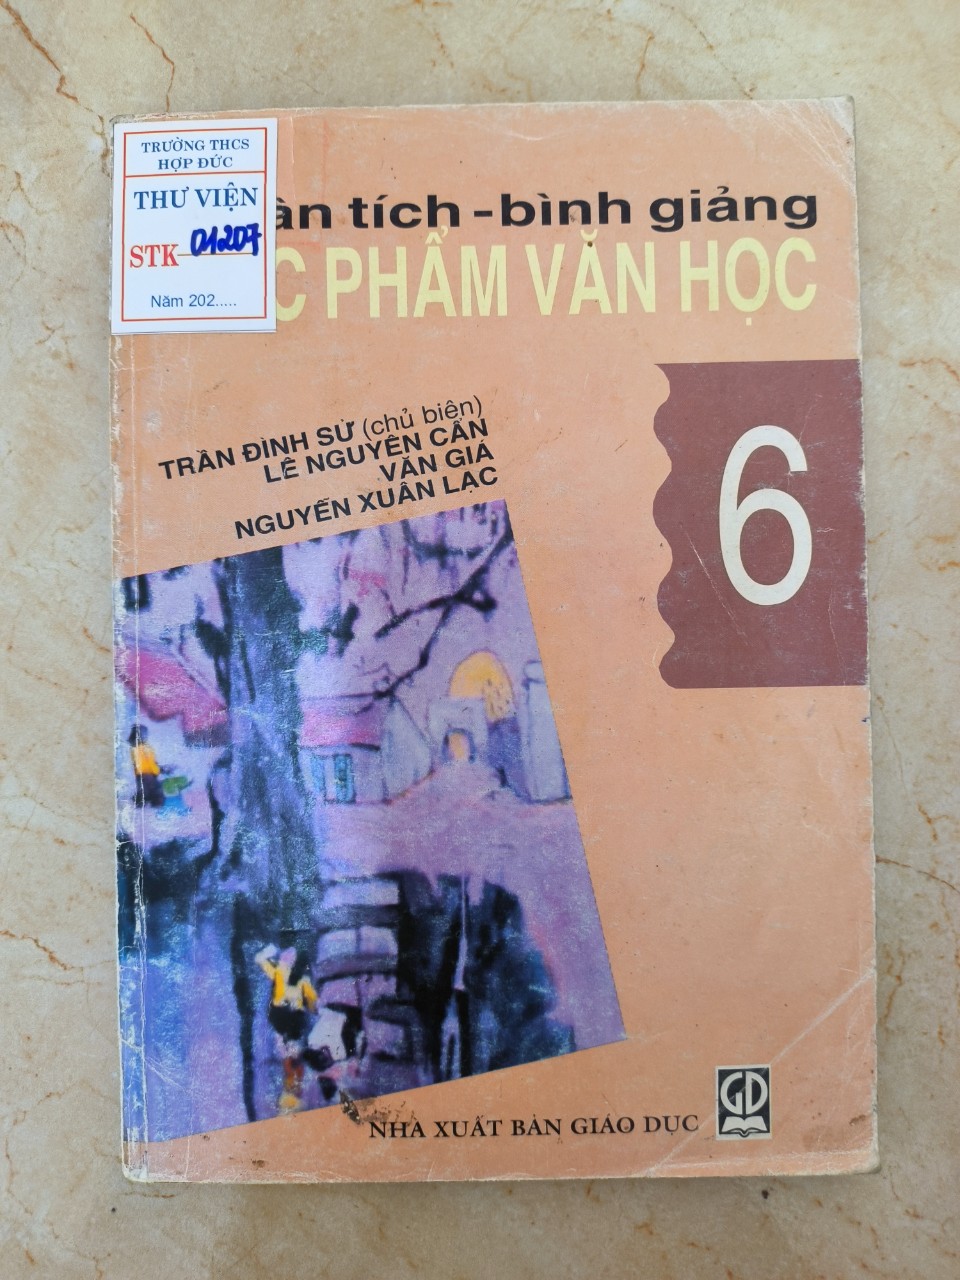 TRƯỜNG THCS
HỢP ĐỨC
THƯ VIỆN
STK 01207
Năm 202.....
ân tích - bình giảng
C PHẨM VĂN HỌC
6
TRẦN ĐÌNH SỬ (chủ biên)
LÊ NGUYÊN CẨN
VĂN GIÁ
NGUYỄN XUÂN LẠC
NHÀ XUẤT BẢN GIÁO DỤC
GD